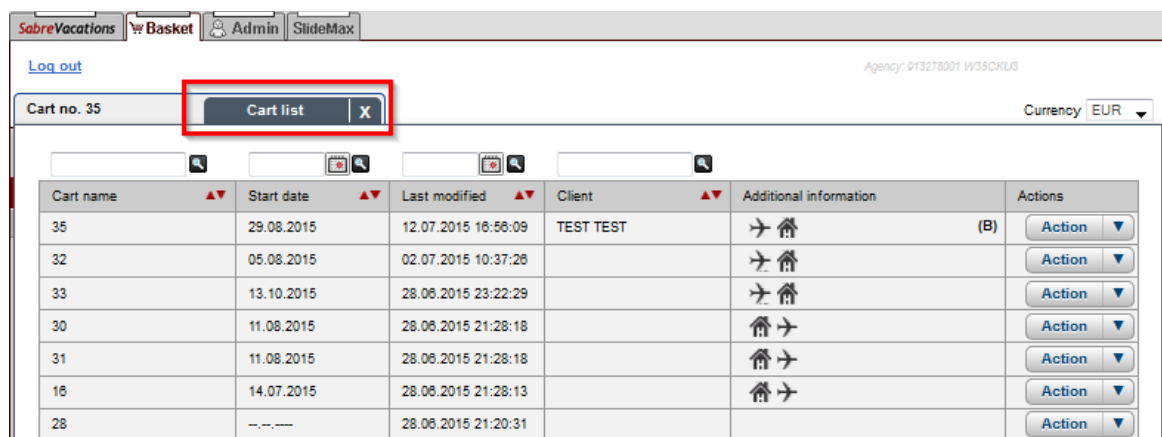 SabreVacations Basket Admin SlideMax
Log out Agency: 013278001 W35CKU3
Cart no. 35 Cart list X Currency EUR
Cart name Start date Last modified Client Additional information Actions
35 29.08.2015 12.07.2015 16:56:09 TEST TEST (B) Action
32 05.08.2015 02.07.2015 10:37:26 Action
33 13.10.2015 28.06.2015 23:22:29 Action
30 11.08.2015 28.06.2015 21:28:18 Action
31 11.08.2015 28.06.2015 21:28:18 Action
16 14.07.2015 28.06.2015 21:28:13 Action
28 --.--.---- 28.06.2015 21:20:31 Action